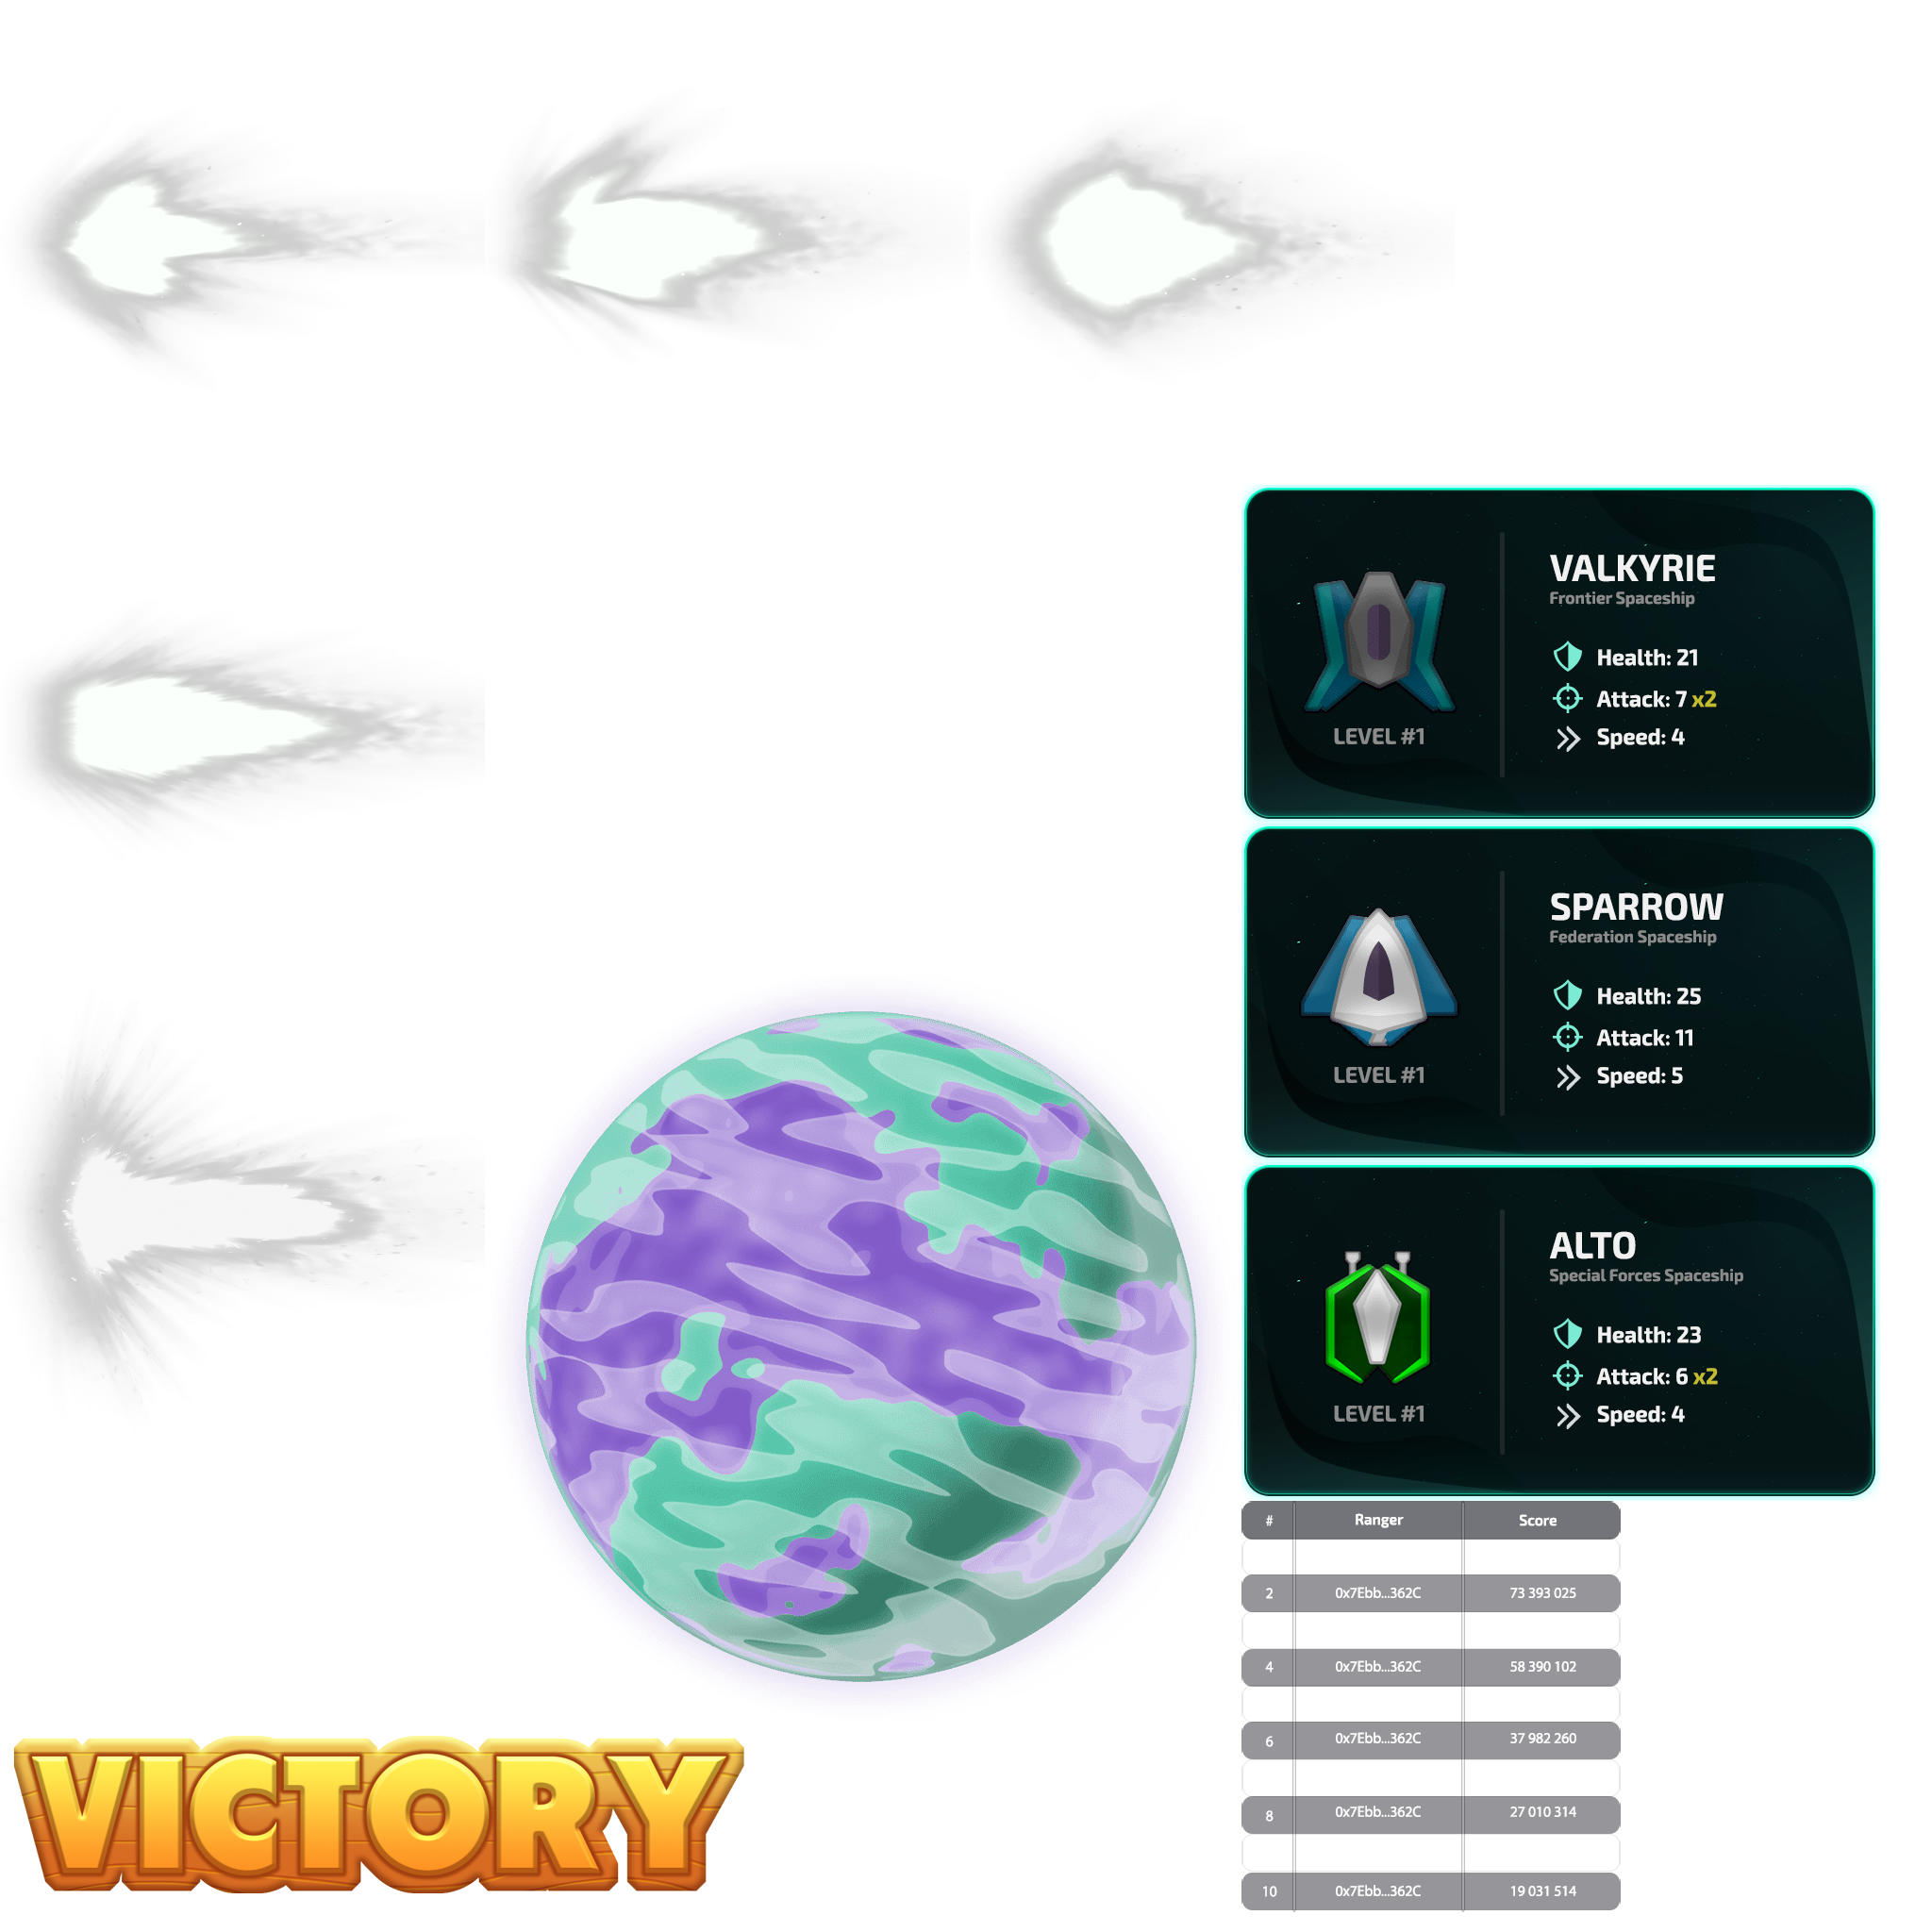 VALKYRIE
Frontier Spaceship
Health: 21
Attack: 7 x2
Speed: 4
LEVEL #1
SPARROW
Federation Spaceship
Health: 25
Attack: 11
Speed: 5
LEVEL #1
ALTO
Special Forces Spaceship
Health: 23
Attack: 6 x2
Speed: 4
LEVEL #1
# Ranger Score
2 0x7Ebb...362C 73 393 025
4 0x7Ebb...362C 58 390 102
6 0x7Ebb...362C 37 982 260
8 0x7Ebb...362C 27 010 314
10 0x7Ebb...362C 19 031 514
VICTORY